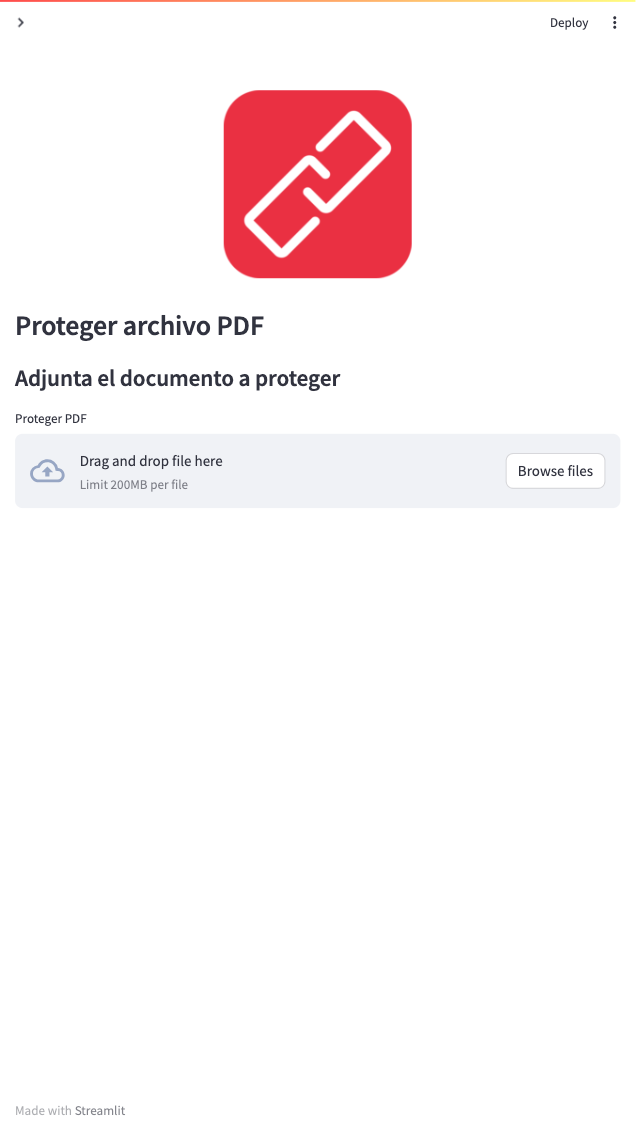 Deploy
Proteger archivo PDF
Adjunta el documento a proteger
Proteger PDF
Drag and drop file here
Limit 200MB per file
Browse files
Made with Streamlit